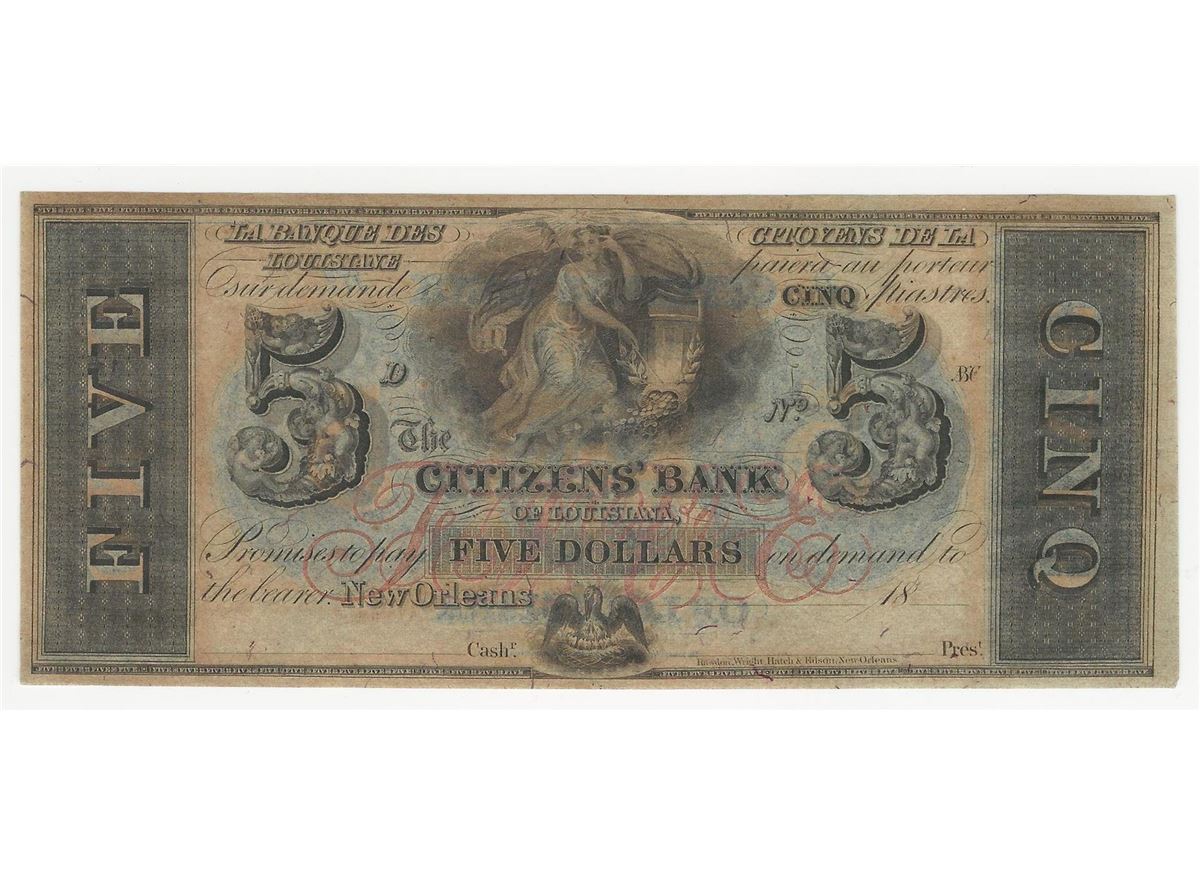 LA BANQUE DES CITOYENS DE LA
LOUISIANE paiera au porteur
Sur demande CINQ piastres.
5 5
D No
The
CITIZENS' BANK
OF LOUISIANA,
Promises to pay FIVE DOLLARS on demand to
the bearer. New Orleans 18
Cashr. Prest.
Rawdon, Wright, Hatch & Edson, New-Orleans.
FIVE
CINQ